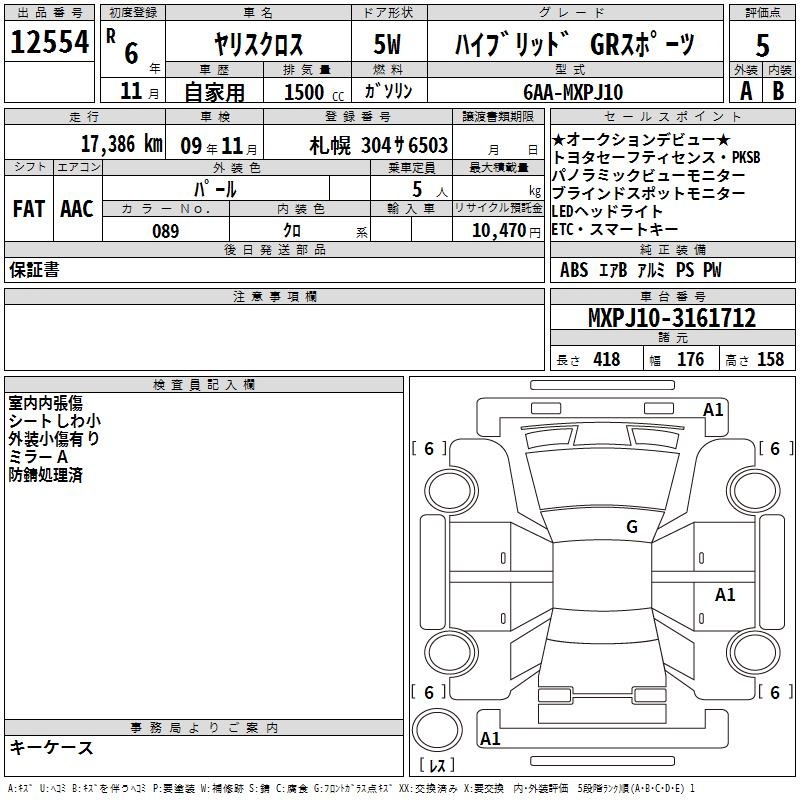 出品番号 初度登録 車名 ドア形状 グレード 評価点
12554 R 6 年 ヤリスクロス 5W ハイブリッド GRスポーツ 5
車歴 排気量 燃料 型式 外装 内装
11 月 自家用 1500 CC ガソリン 6AA-MXPJ10 A B
走行 車検 登録番号 譲渡書類期限
17,386 km 09 年 11 月 札幌 304 サ 6503 月 日
シフト エアコン 外装色 乗車定員 最大積載量
FAT AAC パール 5 人 kg
カラーNo. 内装色 輸入車 リサイクル預託金
089 クロ 系 10,470 円
後日発送部品
保証書
セールスポイント
★オークションデビュー★
トヨタセーフティセンス・PKSB
パノラミックビューモニター
ブラインドスポットモニター
LEDヘッドライト
ETC・スマートキー
純正装備
ABS エアB アルミ PS PW
注意事項欄
車台番号
MXPJ10-3161712
諸元
長さ 418 幅 176 高さ 158
検査員記入欄
室内内張傷
シートしわ小
外装小傷有り
ミラーA
防錆処理済
事務局よりご案内
キーケース
A1
[ 6 ] [ 6 ]
G
A1
[ 6 ] [ 6 ]
A1
[ レス ]
A:キズ U:ヘコミ B:キズを伴うヘコミ P:要塗装 W:補修跡 S:錆 C:腐食 G:フロントガラス点キズ XX:交換済み X:要交換 内・外装評価 5段階ランク順(A・B・C・D・E) 1